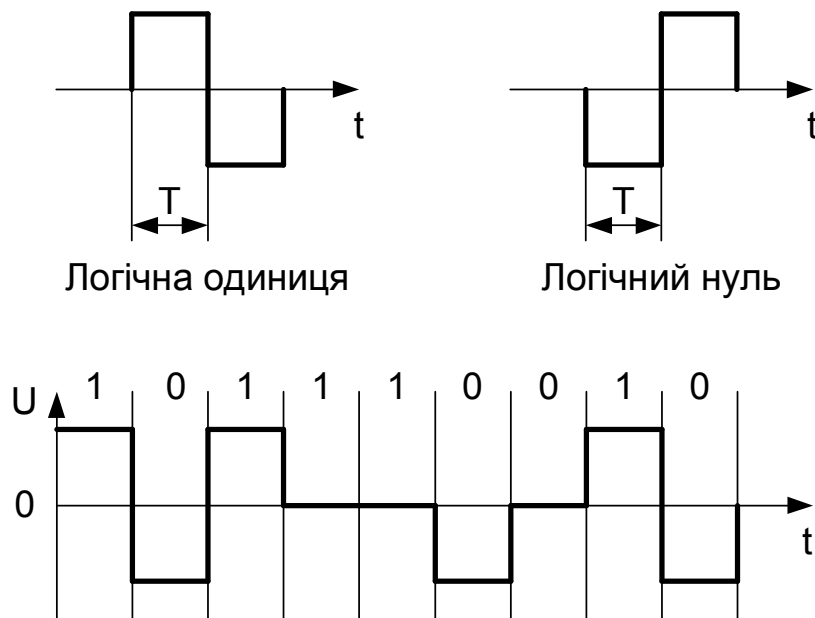 t t
T T
Логічна одиниця Логічний нуль
1 0 1 1 1 0 0 1 0
U
0
t